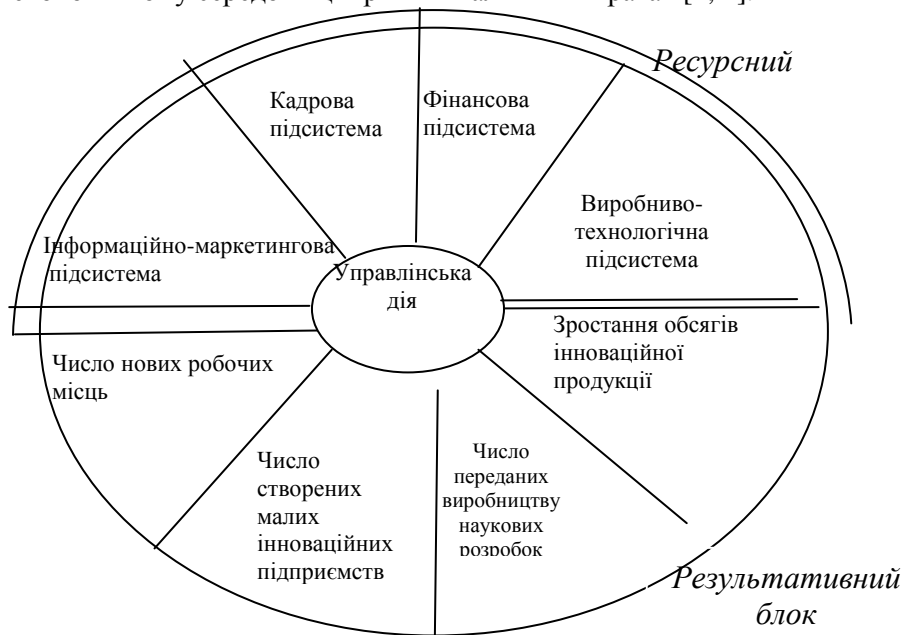 Ресурсний
Кадрова
підсистема
Фінансова
підсистема
Виробниво-
технологічна
підсистема
Інформаційно-маркетингова
підсистема
Управлінська
дія
Зростання обсягів
інноваційної
продукції
Число нових робочих
місць
Число
створених
малих
інноваційних
підприємств
Число
переданих
виробництву
наукових
розробок
Результативний
блок